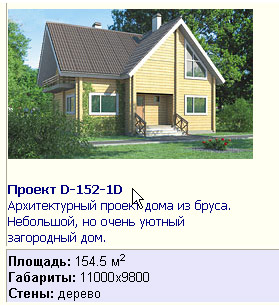 Проект D-152-1D
Архитектурный проект дома из бруса.
Небольшой, но очень уютный
загородный дом.
Площадь: 154.5 м²
Габариты: 11000x9800
Стены: дерево